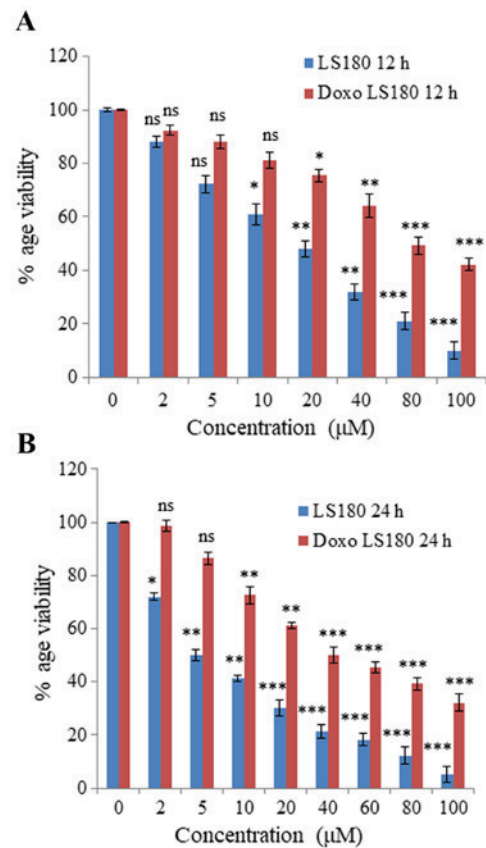 A
120
100
80
60
40
20
0
% age viability
LS180 12 h
Doxo LS180 12 h
ns ns
ns ns
* ns
** *
** **
*** ***
*** ***
0 2 5 10 20 40 80 100
Concentration (µM)
B
120
100
80
60
40
20
0
% age viability
LS180 24 h
Doxo LS180 24 h
* ns
** ns
** **
*** **
*** ***
*** ***
*** ***
*** ***
0 2 5 10 20 40 60 80 100
Concentration (µM)